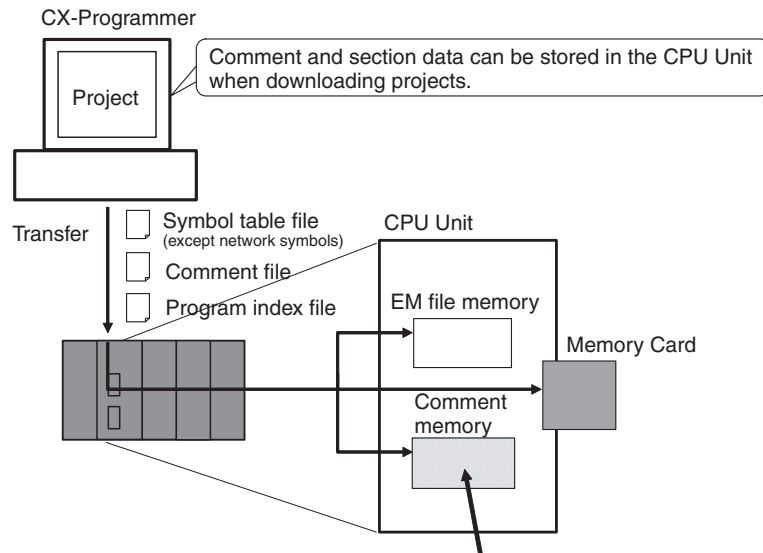 CX-Programmer
Comment and section data can be stored in the CPU Unit
when downloading projects.
Project
Transfer
Symbol table file
(except network symbols)
Comment file
Program index file
CPU Unit
EM file memory
Memory Card
Comment
memory